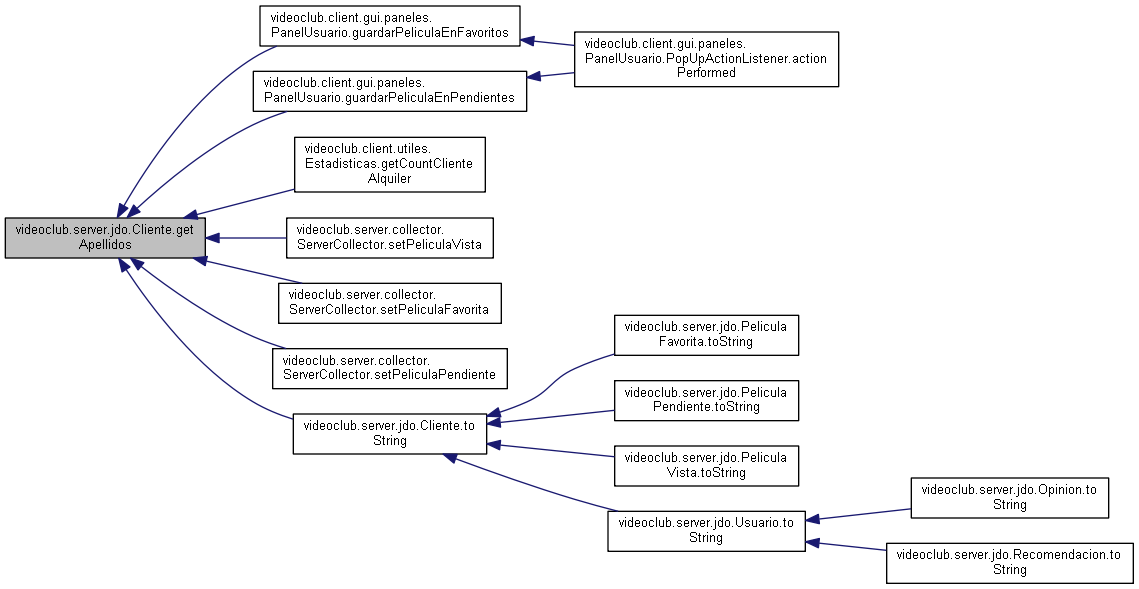 videoclub.client.gui.paneles.
PanelUsuario.guardarPeliculaEnFavoritos
videoclub.client.gui.paneles.
PanelUsuario.PopUpActionListener.action
Performed
videoclub.client.gui.paneles.
PanelUsuario.guardarPeliculaEnPendientes
videoclub.client.utiles.
Estadisticas.getCountCliente
Alquiler
videoclub.server.jdo.Cliente.get
Apellidos
videoclub.server.collector.
ServerCollector.setPeliculaVista
videoclub.server.collector.
ServerCollector.setPeliculaFavorita
videoclub.server.collector.
ServerCollector.setPeliculaPendiente
videoclub.server.jdo.Cliente.to
String
videoclub.server.jdo.Pelicula
Favorita.toString
videoclub.server.jdo.Pelicula
Pendiente.toString
videoclub.server.jdo.Pelicula
Vista.toString
videoclub.server.jdo.Usuario.to
String
videoclub.server.jdo.Opinion.to
String
videoclub.server.jdo.Recomendacion.to
String